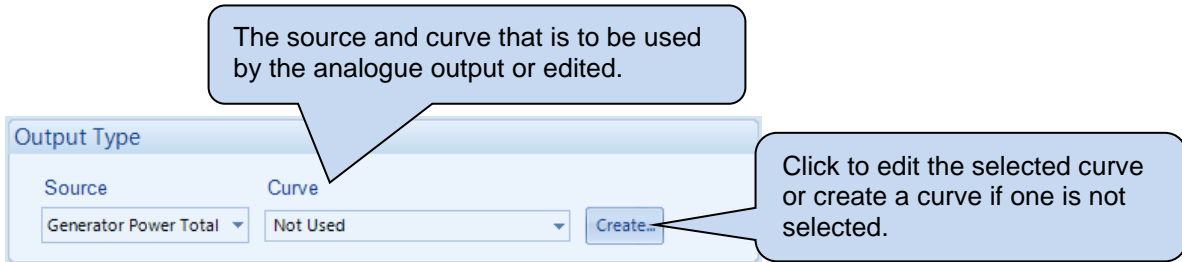 The source and curve that is to be used
by the analogue output or edited.
Output Type
Source
Curve
Generator Power Total
Not Used
Create...
Click to edit the selected curve
or create a curve if one is not
selected.